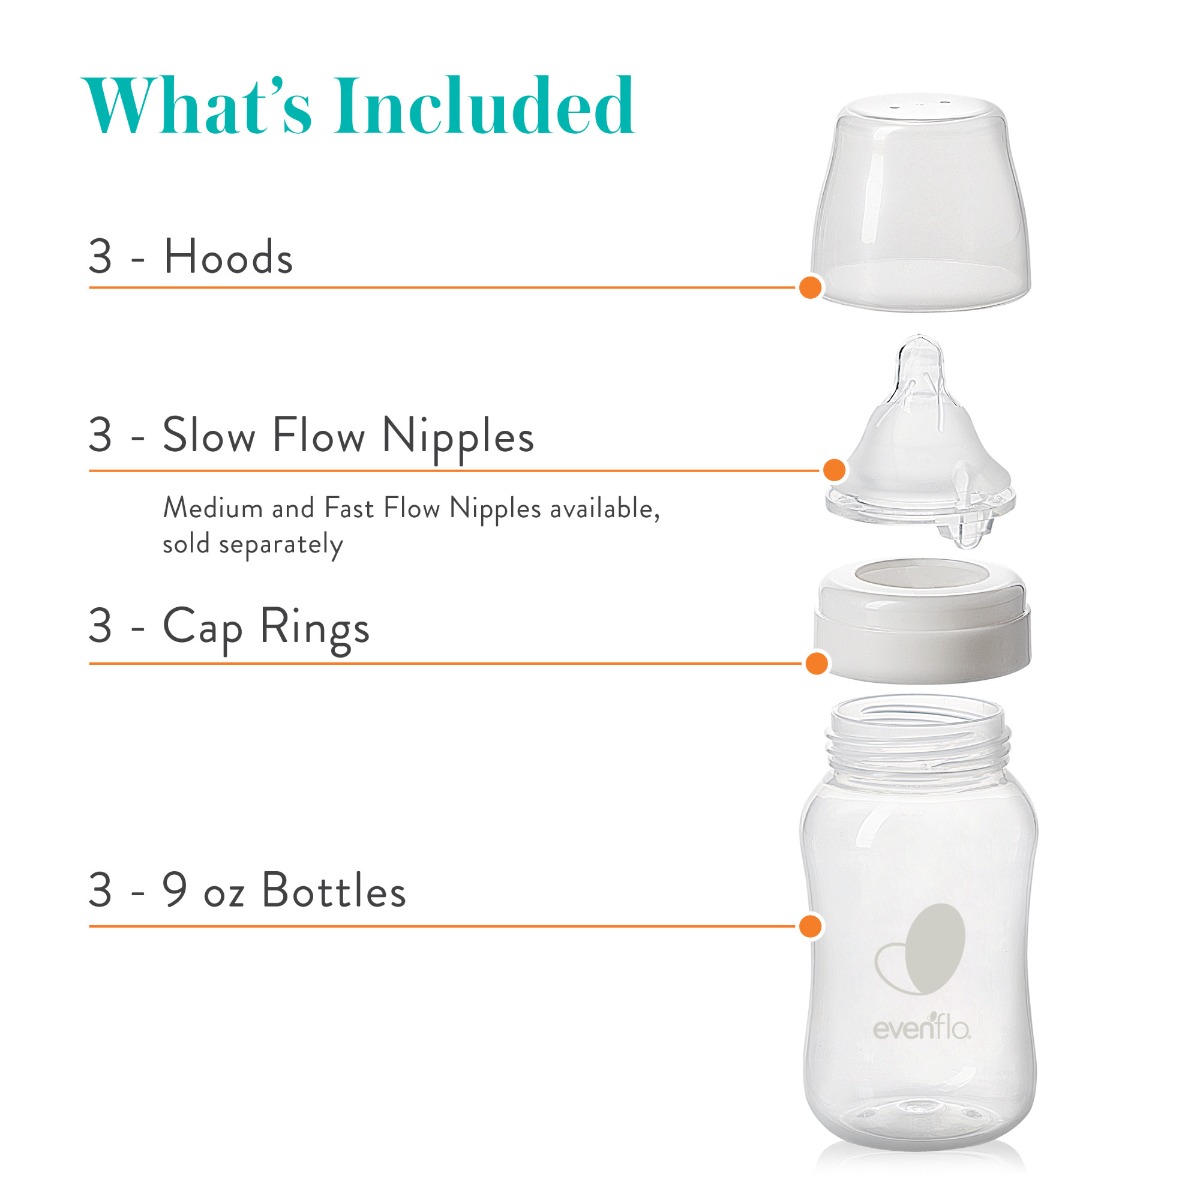 What's Included
3 - Hoods
3 - Slow Flow Nipples
Medium and Fast Flow Nipples available,
sold separately
3 - Cap Rings
3 - 9 oz Bottles
evenflo®